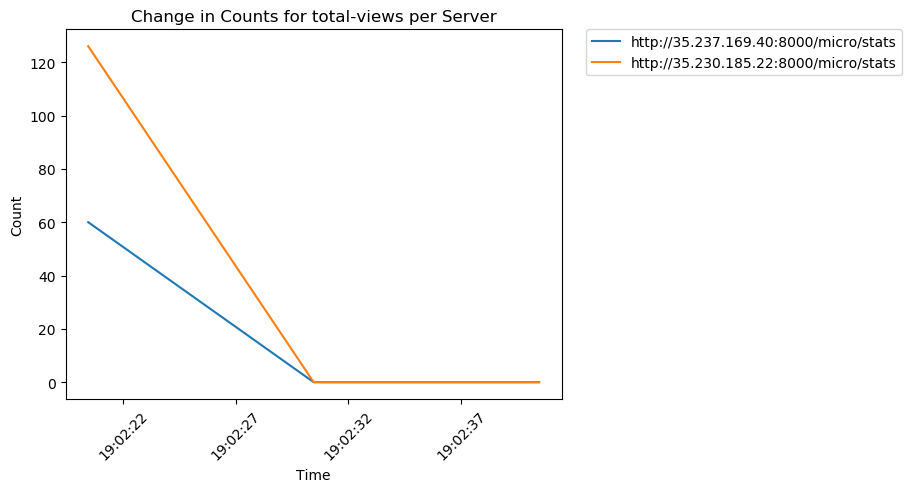 Change in Counts for total-views per Server
http://35.237.169.40:8000/micro/stats
http://35.230.185.22:8000/micro/stats
Count
120
100
80
60
40
20
0
19:02:22
19:02:27
19:02:32
19:02:37
Time